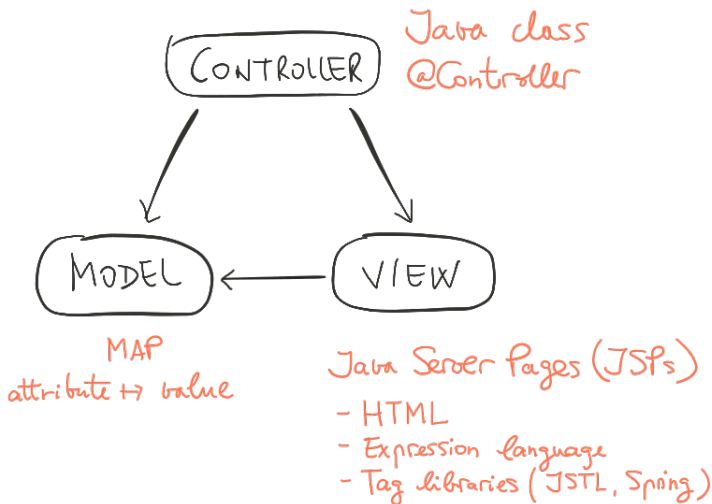 CONTROLLER
Java class
@Controller
MODEL
VIEW
MAP
attribute ↦ value
Java Server Pages (JSPs)
- HTML
- Expression language
- Tag libraries (JSTL, Spring)